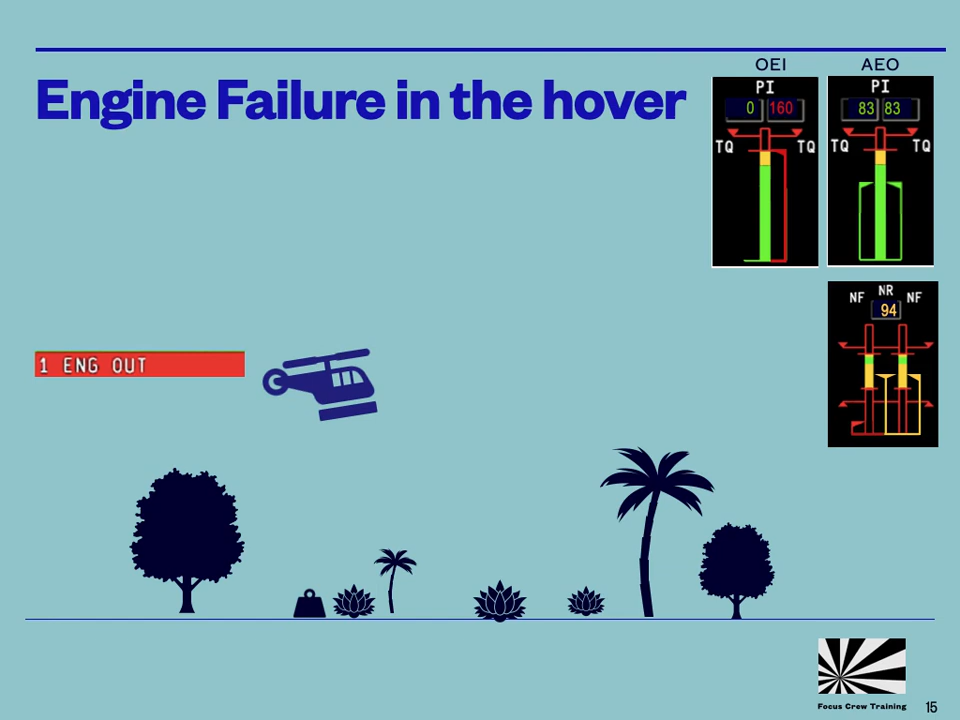 OEI
AEO
Engine Failure in the hover
PI
0 160
TQ TQ
PI
83 83
TQ TQ
NR
NF NF
94
1 ENG OUT
Focus Crew Training
15